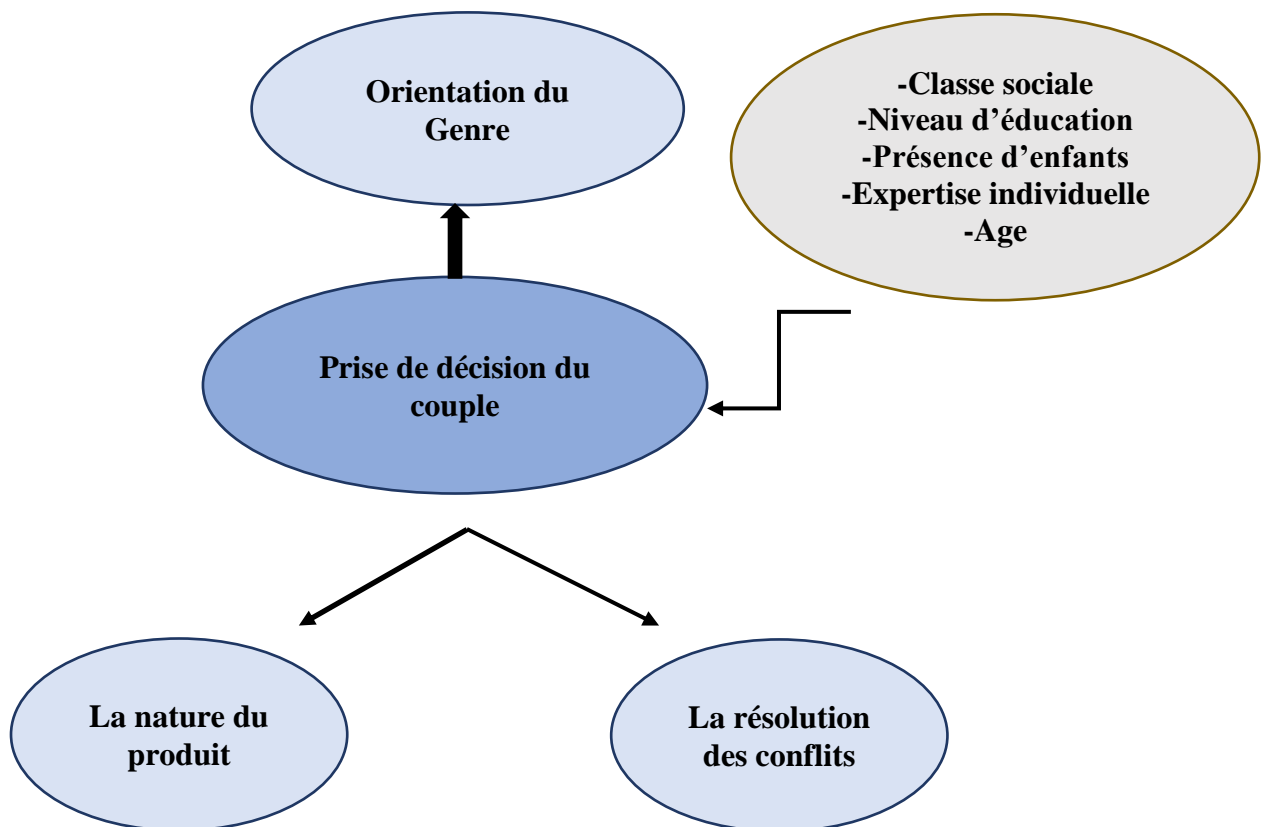 Orientation du
Genre
-Classe sociale
-Niveau d’éducation
-Présence d’enfants
-Expertise individuelle
-Age
Prise de décision du
couple
La nature du
produit
La résolution
des conflits